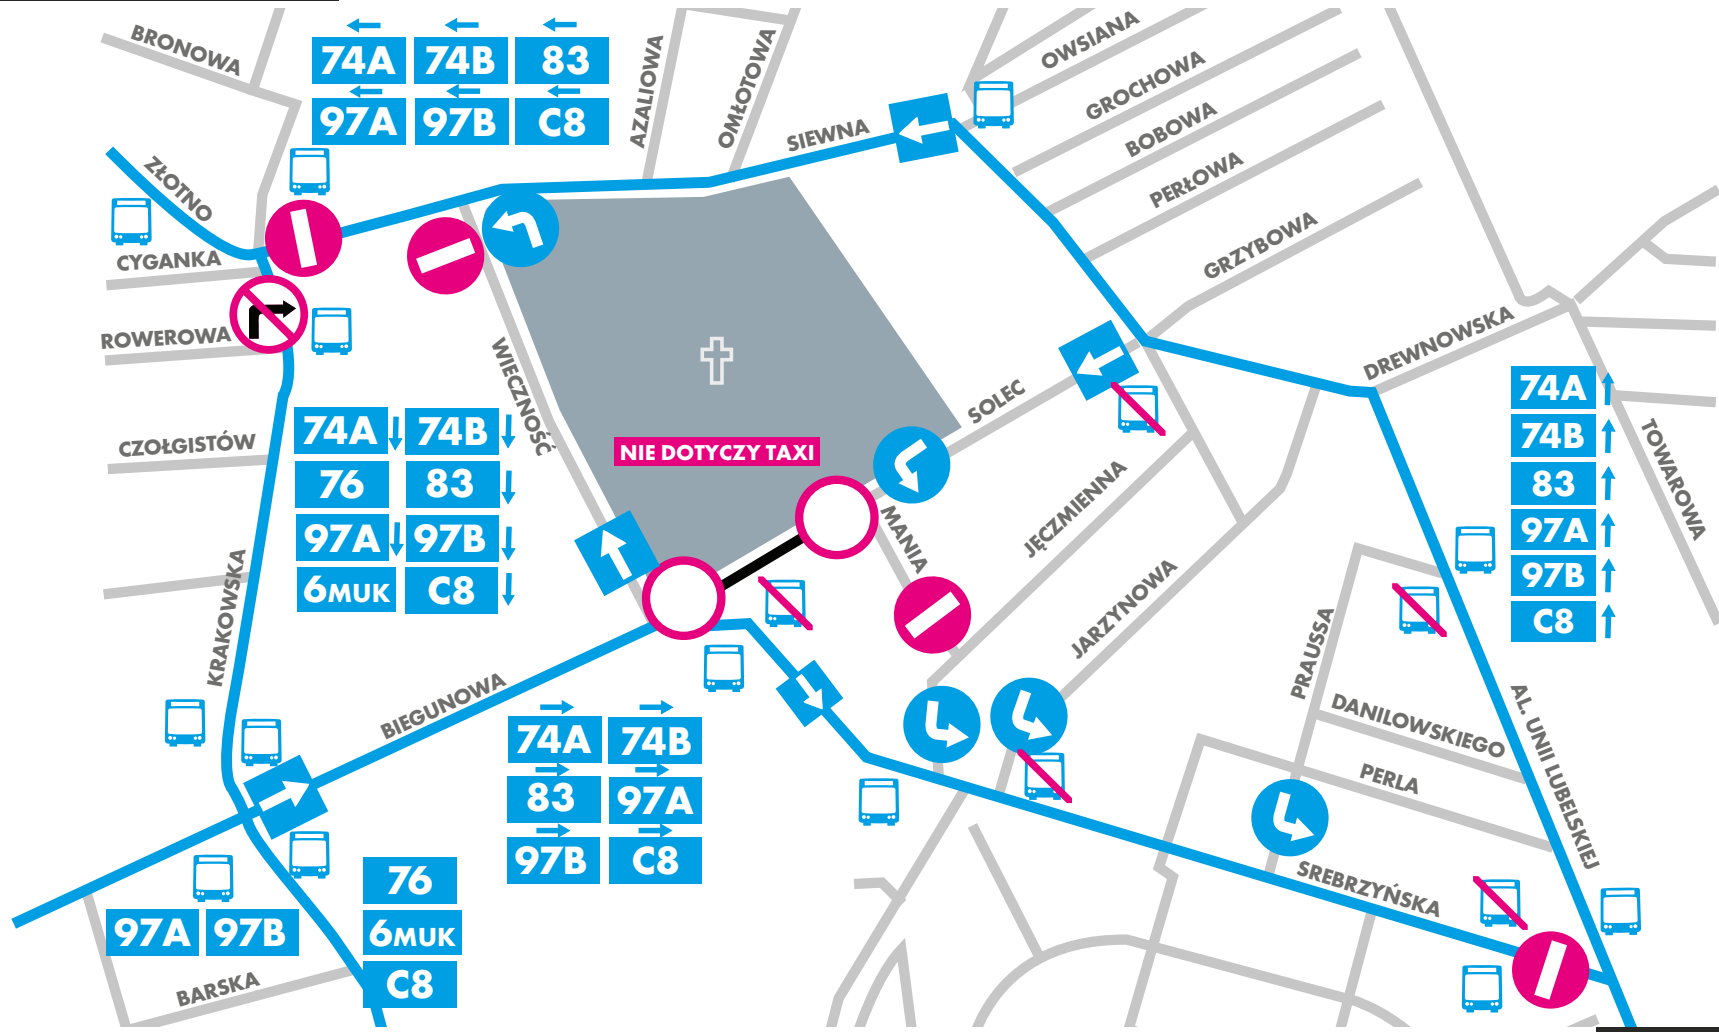 BRONOWA
74A 74B 83
97A 97B C8
AZALIOWA
OMŁOTOWA
SIEWNA
OWSIANA
GROCHOWA
BOBOWA
PERŁOWA
GRZYBOWA
ZŁOTNO
CYGANKA
ROWEROWA
CZOŁGISTÓW
KRAKOWSKA
WIECZNOŚĆ
74A 74B
76 83
97A 97B
6MUK C8
NIE DOTYCZY TAXI
SOLEC
MANIA
JĘCZMIENNA
JARZYNOWA
DREWNOWSKA
TOWAROWA
74A
74B
83
97A
97B
C8
PRAUSSA
DANILOWSKIEGO
PERLA
AL. UNII LUBELSKIEJ
SREBRZYŃSKA
BIEGUNOWA
74A 74B
83 97A
97B C8
76
6MUK
C8
97A 97B
BARSKA